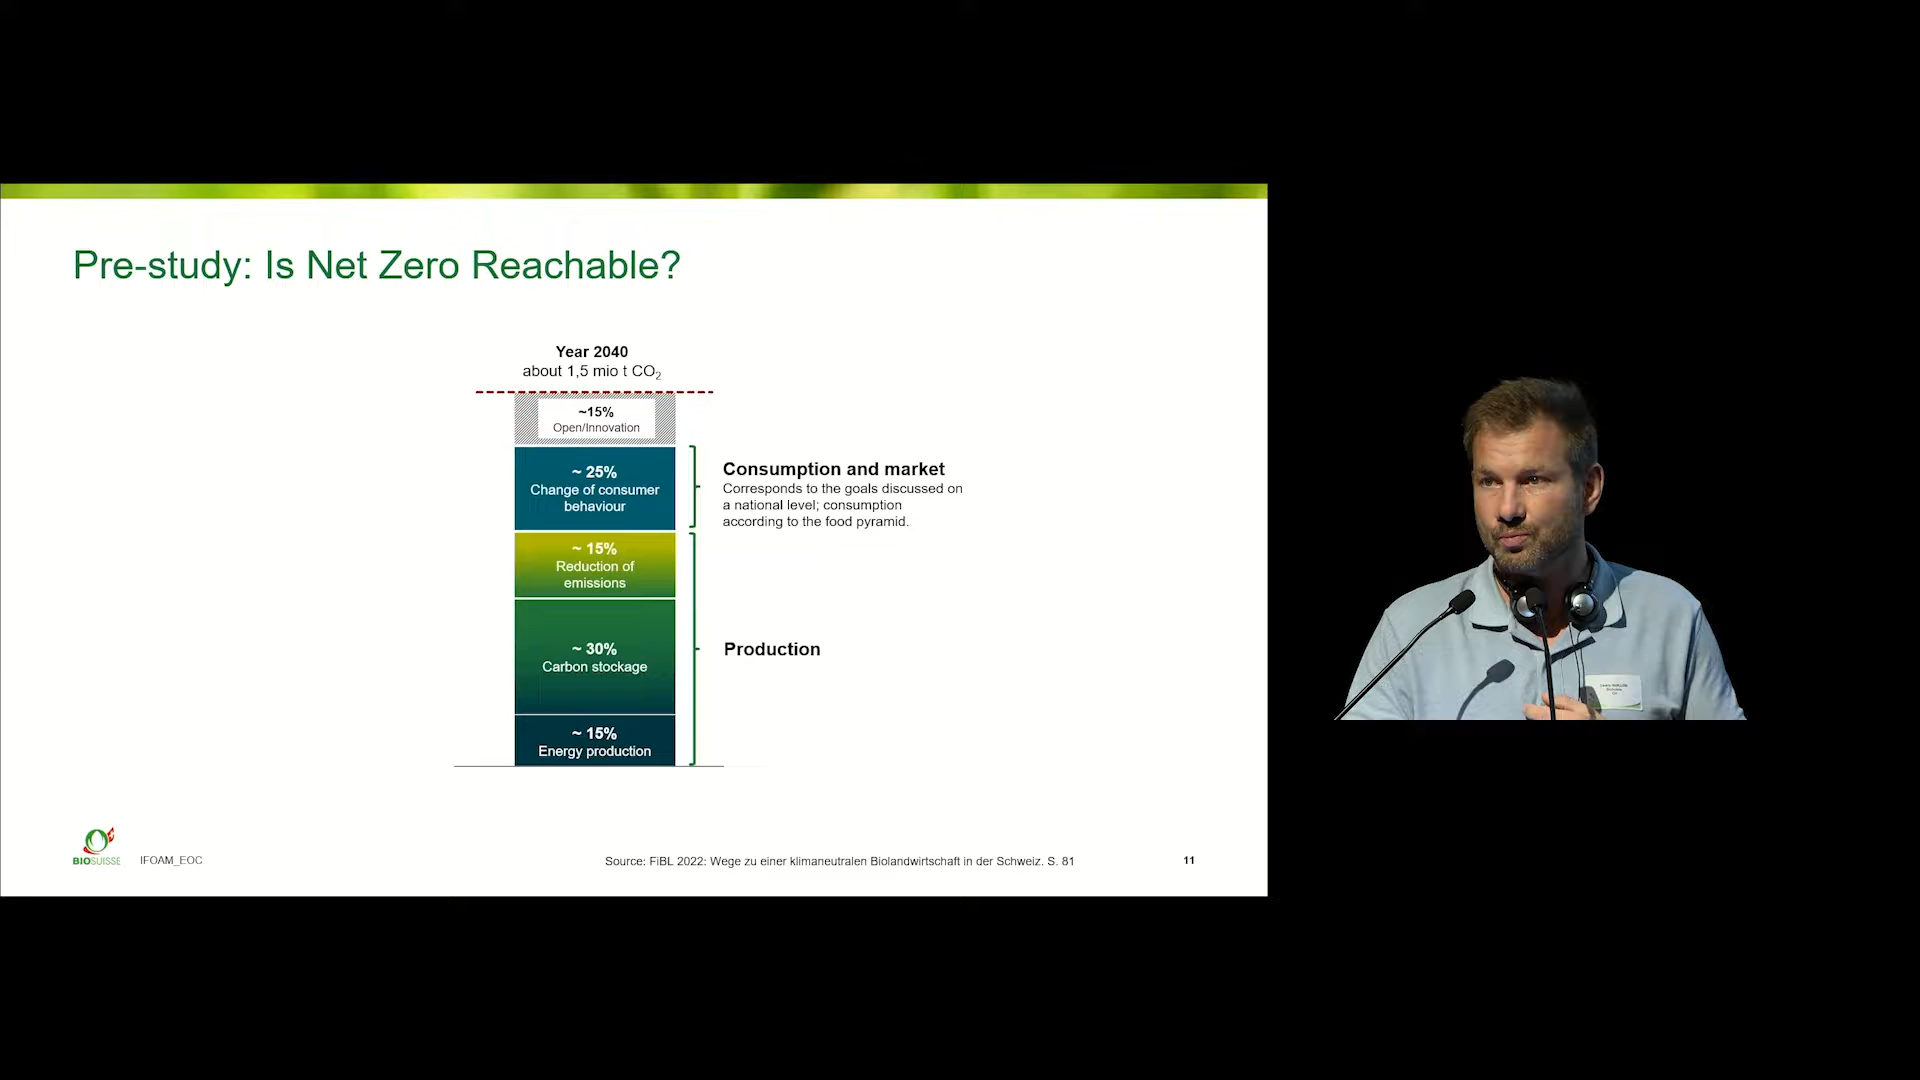 Pre-study: Is Net Zero Reachable?
Year 2040
about 1,5 mio t CO₂
~15%
Open/Innovation
~ 25%
Change of consumer
behaviour
~ 15%
Reduction of
emissions
~ 30%
Carbon stockage
~ 15%
Energy production
Consumption and market
Corresponds to the goals discussed on
a national level; consumption
according to the food pyramid.
Production
BIOSUISSE
IFOAM_EOC
Source: FiBL 2022: Wege zu einer klimaneutralen Biolandwirtschaft in der Schweiz. S. 81
11